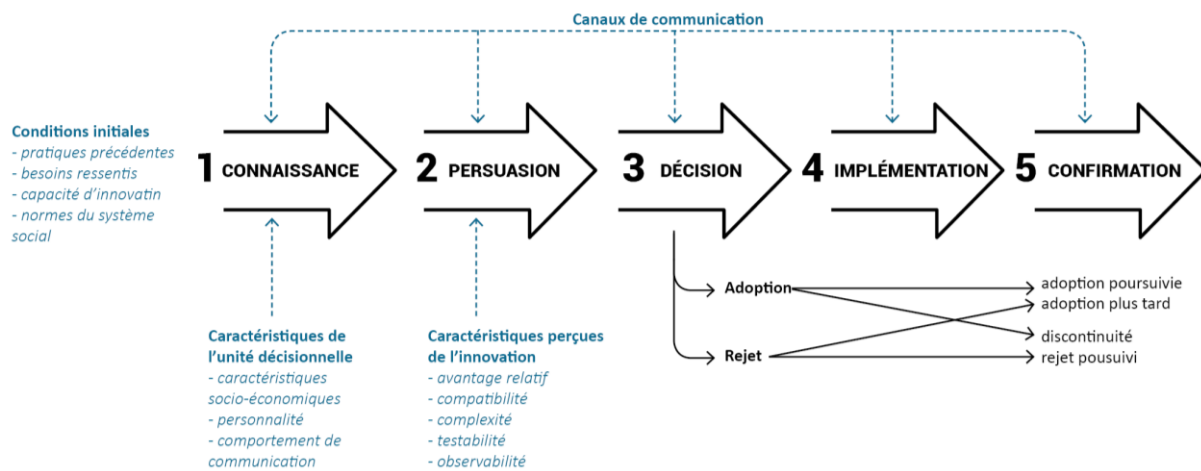 Canaux de communication
Conditions initiales
- pratiques précédentes
- besoins ressentis
- capacité d'innovatin
- normes du système
social
1 CONNAISSANCE
2 PERSUASION
3 DÉCISION
4 IMPLÉMENTATION
5 CONFIRMATION
Adoption
Rejet
adoption poursuivie
adoption plus tard
discontinuité
rejet pousuivi
Caractéristiques de
l'unité décisionnelle
- caractéristiques
socio-économiques
- personnalité
- comportement de
communication
Caractéristiques perçues
de l'innovation
- avantage relatif
- compatibilité
- complexité
- testabilité
- observabilité